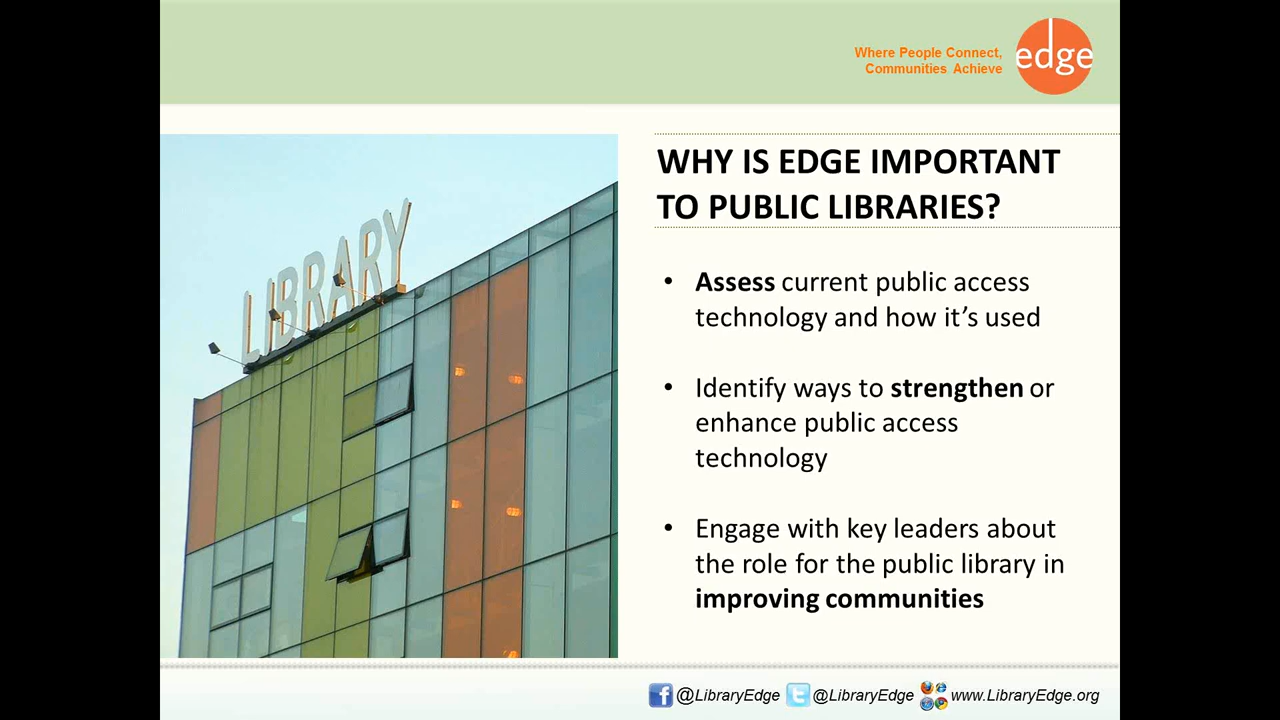 Where People Connect,
Communities Achieve
edge
LIBRARY
WHY IS EDGE IMPORTANT
TO PUBLIC LIBRARIES?
• Assess current public access
technology and how it’s used
• Identify ways to strengthen or
enhance public access
technology
• Engage with key leaders about
the role for the public library in
improving communities
@LibraryEdge @LibraryEdge www.LibraryEdge.org